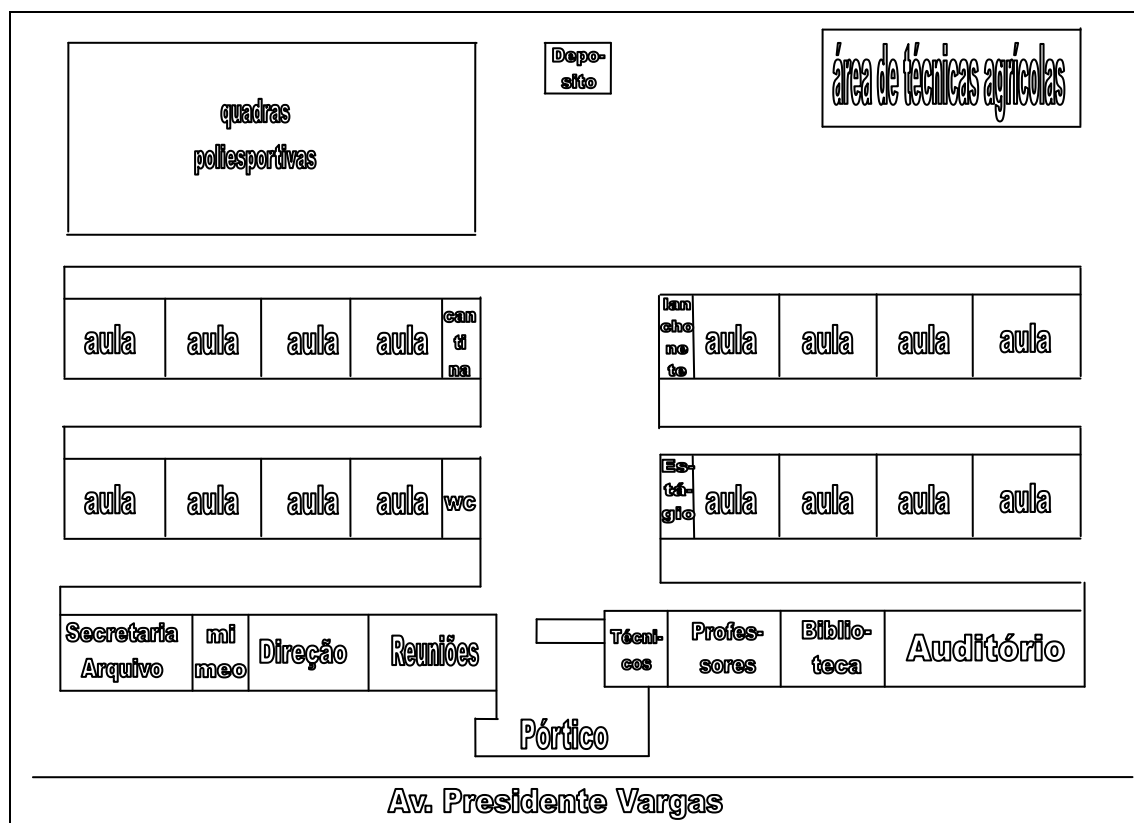 quadras
poliesportivas
Depo-
sito
área de técnicas agrícolas
aula
aula
aula
aula
can
ti
na
lan
cho
ne
te
aula
aula
aula
aula
aula
aula
aula
aula
wc
Es-
tá-
gio
aula
aula
aula
aula
Secretaria
Arquivo
mi
meo
Direção
Reuniões
Técni-
cos
Profes-
sores
Biblio-
teca
Auditório
Pórtico
Av. Presidente Vargas